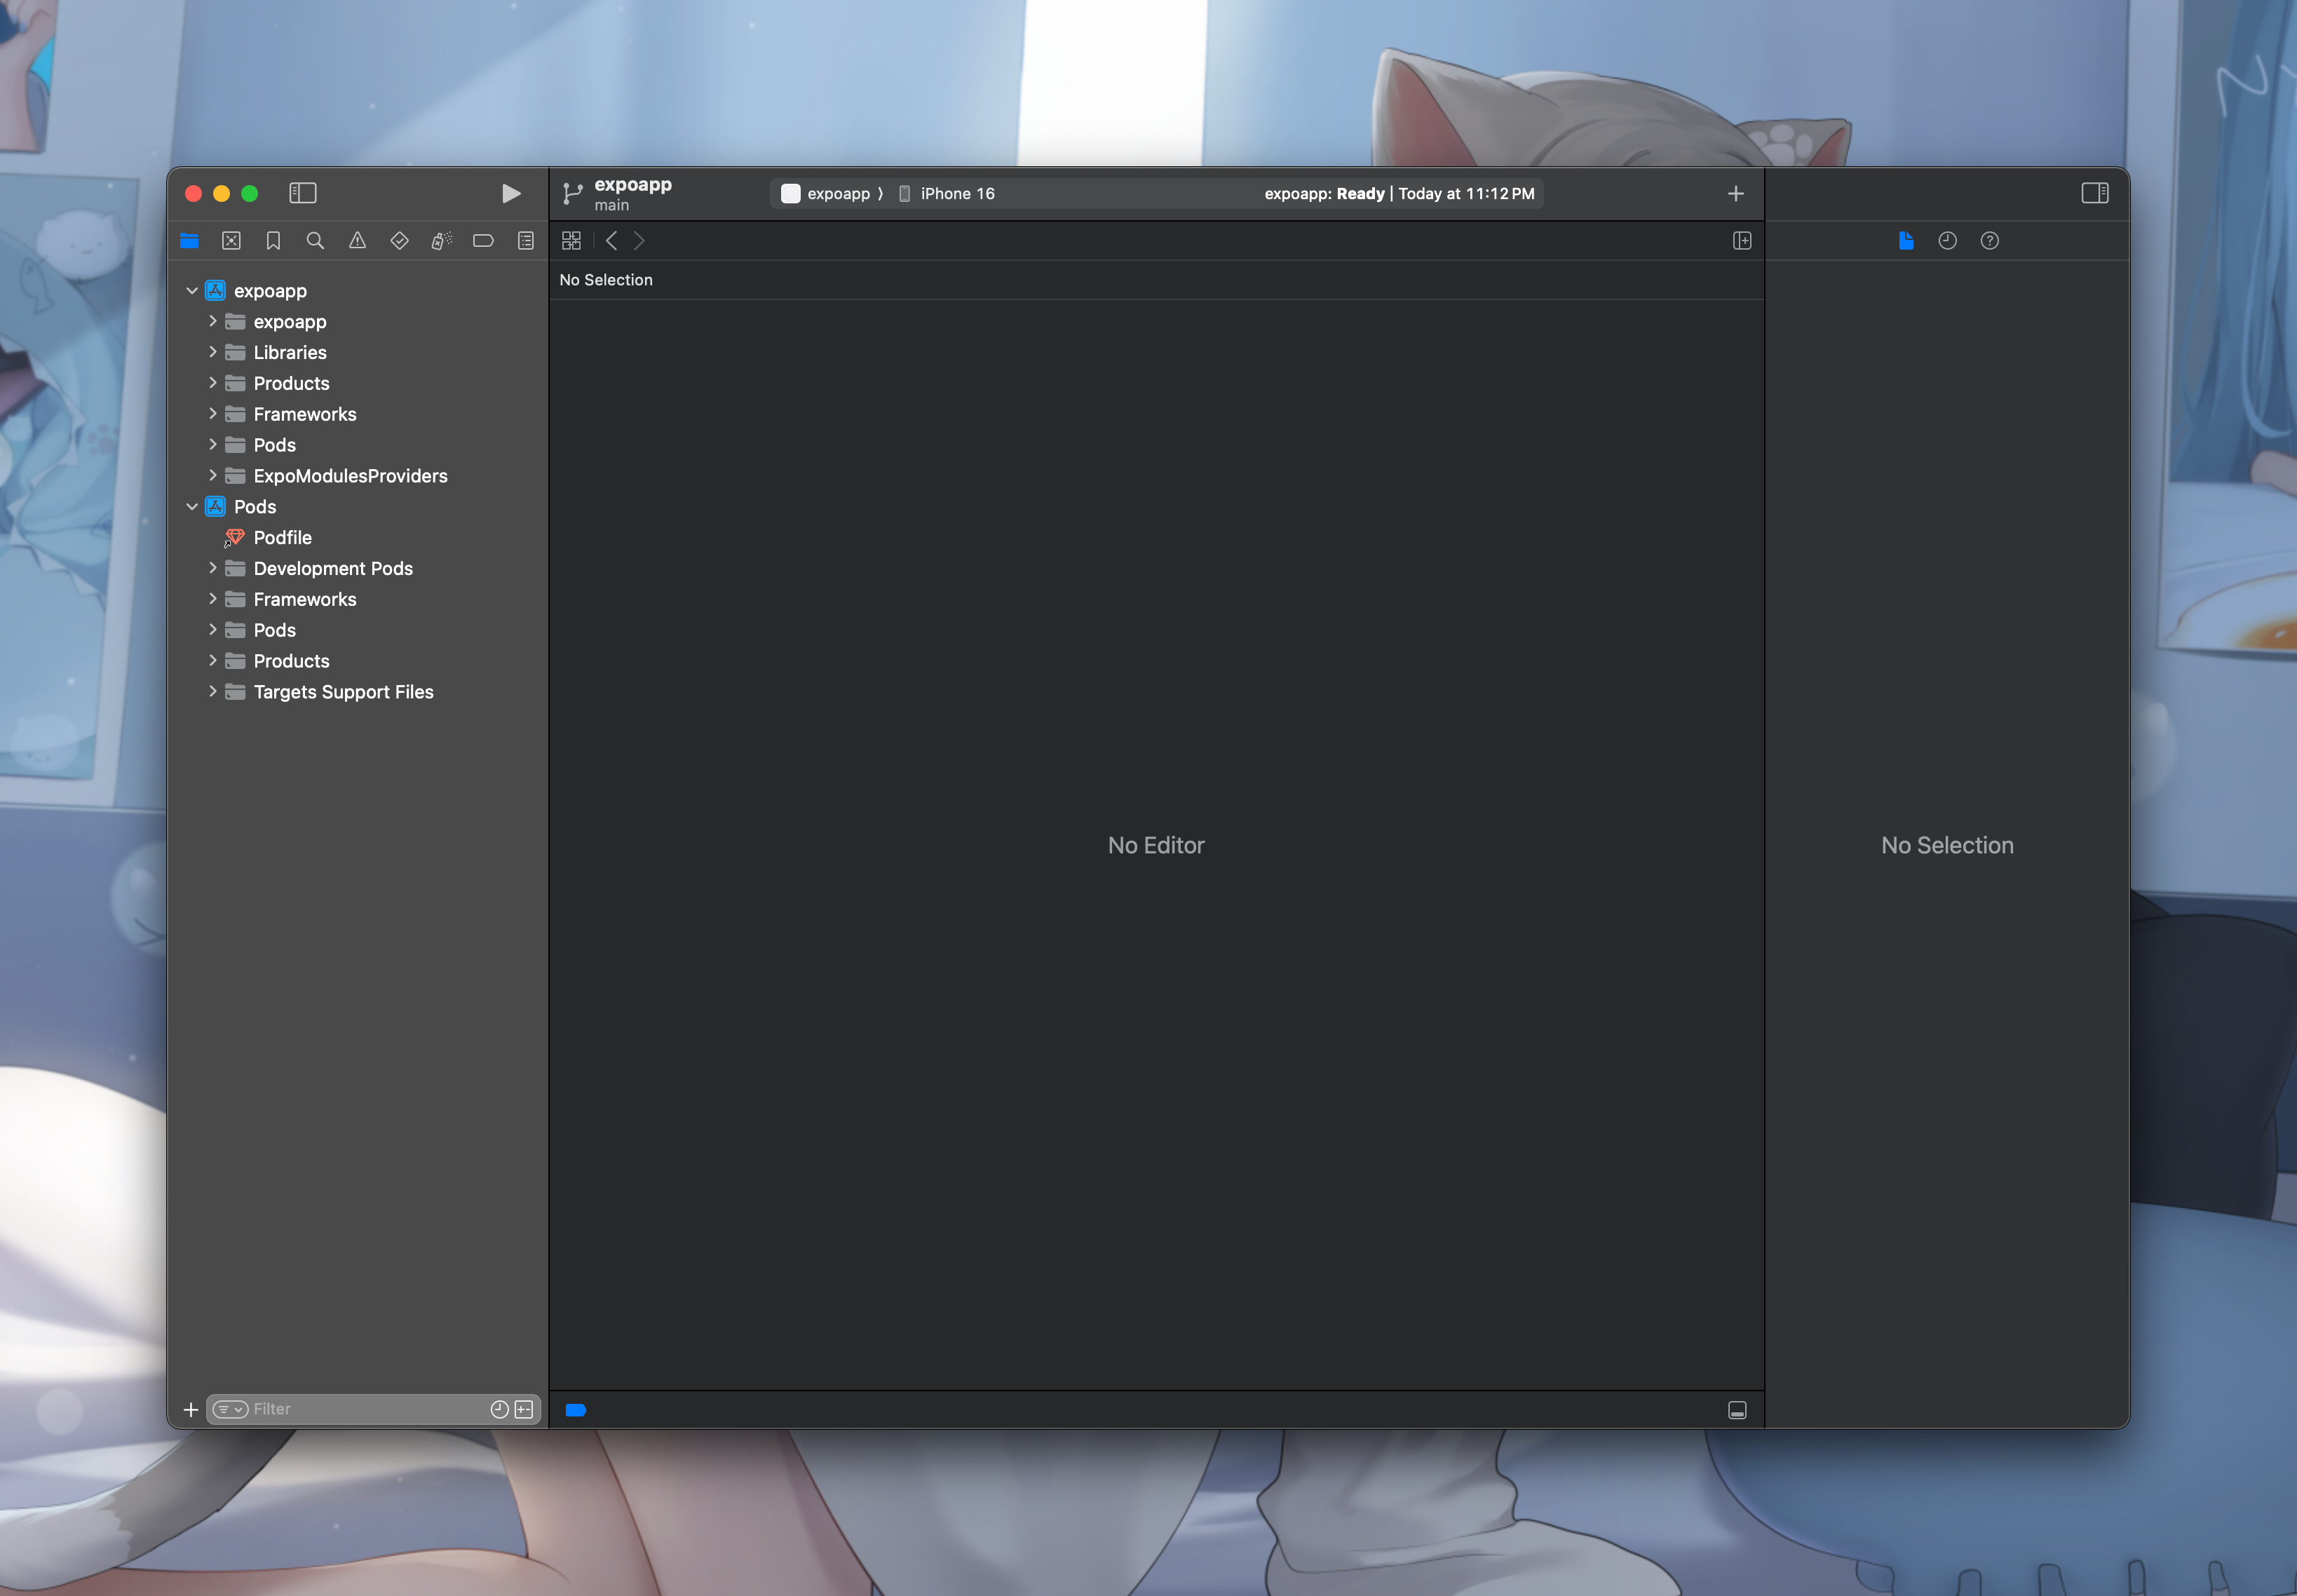 expoapp
main
expoapp
iPhone 16
expoapp: Ready | Today at 11:12 PM
No Selection
expoapp
expoapp
Libraries
Products
Frameworks
Pods
ExpoModulesProviders
Pods
Podfile
Development Pods
Frameworks
Pods
Products
Targets Support Files
No Editor
No Selection
Filter